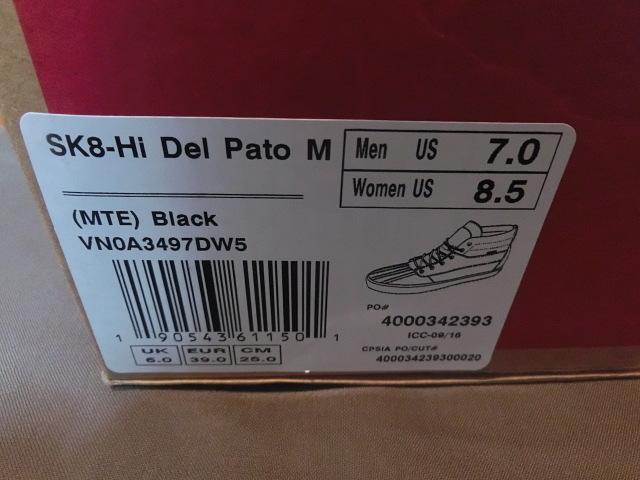 SK8-Hi Del Pato M
Men US 7.0
Women US 8.5
(MTE) Black
VN0A3497DW5
1 90543 61150 1
UK EUR CM
6.0 39.0 25.0
PO#
4000342393
ICC-09/16
CPSIA PO/CUT#
400034239300020